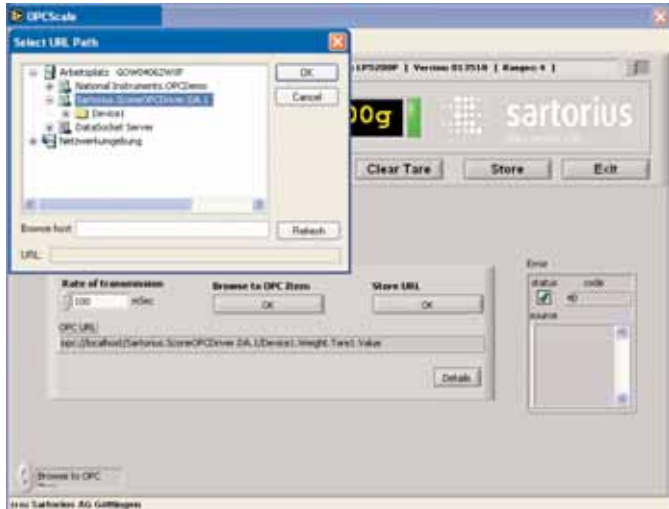 OPCScale
Select URL Path
Arbeitsplatz
National Instruments.OPCDemo
Sartorius.ScoreOPCDriver.DA.1
Device1
DataSocket Server
Netzwerkumgebung
OK
Cancel
Browse host
Refresh
URL:
LP5200P | Version: 013510 | Ranges: 4 |
00g
sartorius
Clear Tare
Store
Exit
Rate of transmission
100 mSec
Browse to OPC Item
OK
Store URL
OK
OPC URL
opc://localhost/Sartorius.ScoreOPCDriver.DA.1/Device1.Weight.Tare1.Value
Details
Error
status code
source
Browse to OPC
Sartorius AG Göttingen